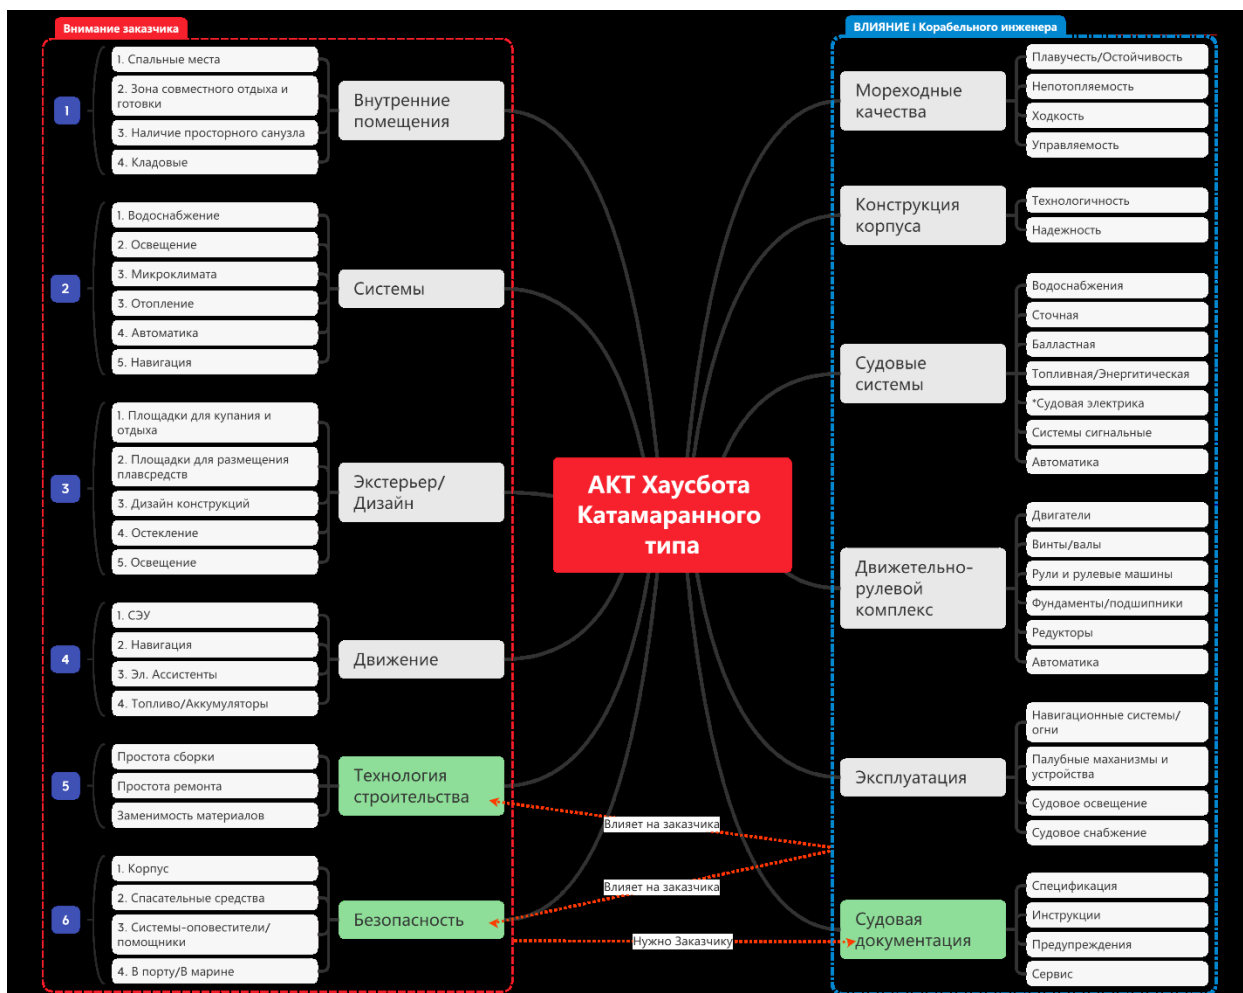 Внимание заказчика
1
1. Спальные места
2. Зона совместного отдыха и
готовки
3. Наличие просторного санузла
4. Кладовые
Внутренние
помещения
2
1. Водоснабжение
2. Освещение
3. Микроклимата
3. Отопление
4. Автоматика
5. Навигация
Системы
3
1. Площадки для купания и
отдыха
2. Площадки для размещения
плавсредств
3. Дизайн конструкций
4. Остекление
5. Освещение
Экстерьер/
Дизайн
4
1. СЭУ
2. Навигация
3. Эл. Ассистенты
4. Топливо/Аккумуляторы
Движение
5
Простота сборки
Простота ремонта
Заменимость материалов
Технология
строительства
6
1. Корпус
2. Спасательные средства
3. Системы-оповестители/
помощники
4. В порту/В марине
Безопасность
АКТ Хаусбота
Катамаранного
типа
Влияет на заказчика
Влияет на заказчика
Нужно Заказчику
ВЛИЯНИЕ I Корабельного инженера
Мореходные
качества
Плавучесть/Остойчивость
Непотопляемость
Ходкость
Управляемость
Конструкция
корпуса
Технологичность
Надежность
Судовые
системы
Водоснабжения
Сточная
Балластная
Топливная/Энергитическая
*Судовая электрика
Системы сигнальные
Автоматика
Движетельно-
рулевой
комплекс
Двигатели
Винты/валы
Рули и рулевые машины
Фундаменты/подшипники
Редукторы
Автоматика
Эксплуатация
Навигационные системы/
огни
Палубные маханизмы и
устройства
Судовое освещение
Судовое снабжение
Судовая
документация
Спецификация
Инструкции
Предупреждения
Сервис